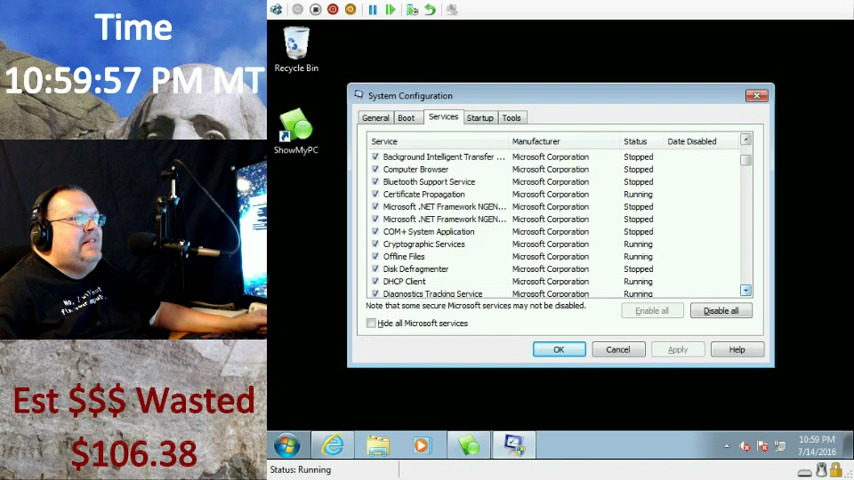 Time
10:59:57 PM MT
No, I will not
fix your
Est $$$ Wasted
$106.38
Recycle Bin
ShowMyPC
System Configuration
General Boot Services Startup Tools
Service Manufacturer Status Date Disabled
Background Intelligent Transfer ... Microsoft Corporation Stopped
Computer Browser Microsoft Corporation Stopped
Bluetooth Support Service Microsoft Corporation Stopped
Certificate Propagation Microsoft Corporation Running
Microsoft .NET Framework NGEN... Microsoft Corporation Stopped
Microsoft .NET Framework NGEN... Microsoft Corporation Stopped
COM+ System Application Microsoft Corporation Stopped
Cryptographic Services Microsoft Corporation Running
Offline Files Microsoft Corporation Running
Disk Defragmenter Microsoft Corporation Stopped
DHCP Client Microsoft Corporation Running
Diagnostics Tracking Service Microsoft Corporation Running
Note that some secure Microsoft services may not be disabled.
Enable all Disable all
Hide all Microsoft services
OK Cancel Apply Help
10:59 PM
7/14/2016
Status: Running